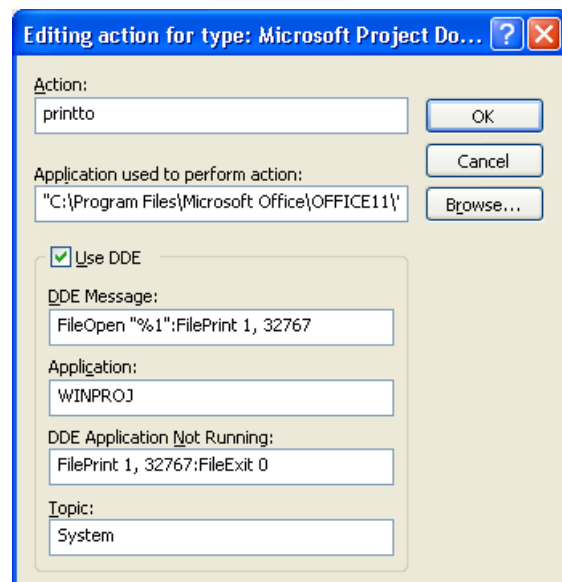 Editing action for type: Microsoft Project Do...
Action:
printto
OK
Cancel
Application used to perform action:
"C:\Program Files\Microsoft Office\OFFICE11\'
Browse...
Use DDE
DDE Message:
FileOpen "%1":FilePrint 1, 32767
Application:
WINPROJ
DDE Application Not Running:
FilePrint 1, 32767:FileExit 0
Topic:
System